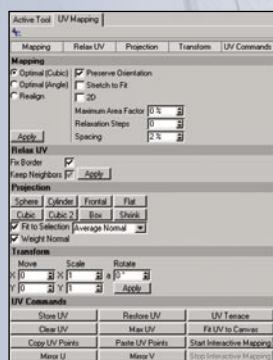 Active Tool UV Mapping
Mapping Relax UV Projection Transform UV Commands
Mapping
Optimal (Cubic) Preserve Orientation
Optimal (Angle) Stretch to Fit
Realign 2D
Maximum Area Factor 0 %
Relaxation Steps 0
Apply Spacing 2 %
Relax UV
Fix Border
Keep Neighbors Apply
Projection
Sphere Cylinder Frontal Flat
Cubic Cubic 2 Box Shrink
Fit to Selection Average Normal
Weight Normal
Transform
Move Scale Rotate
X 0 X 1 a 0 °
Y 0 Y 1 Apply
UV Commands
Store UV Restore UV UV Terrace
Clear UV Max UV Fit UV to Canvas
Copy UV Points Paste UV Points Start Interactive Mapping
Mirror U Mirror V Stop Interactive Mapping